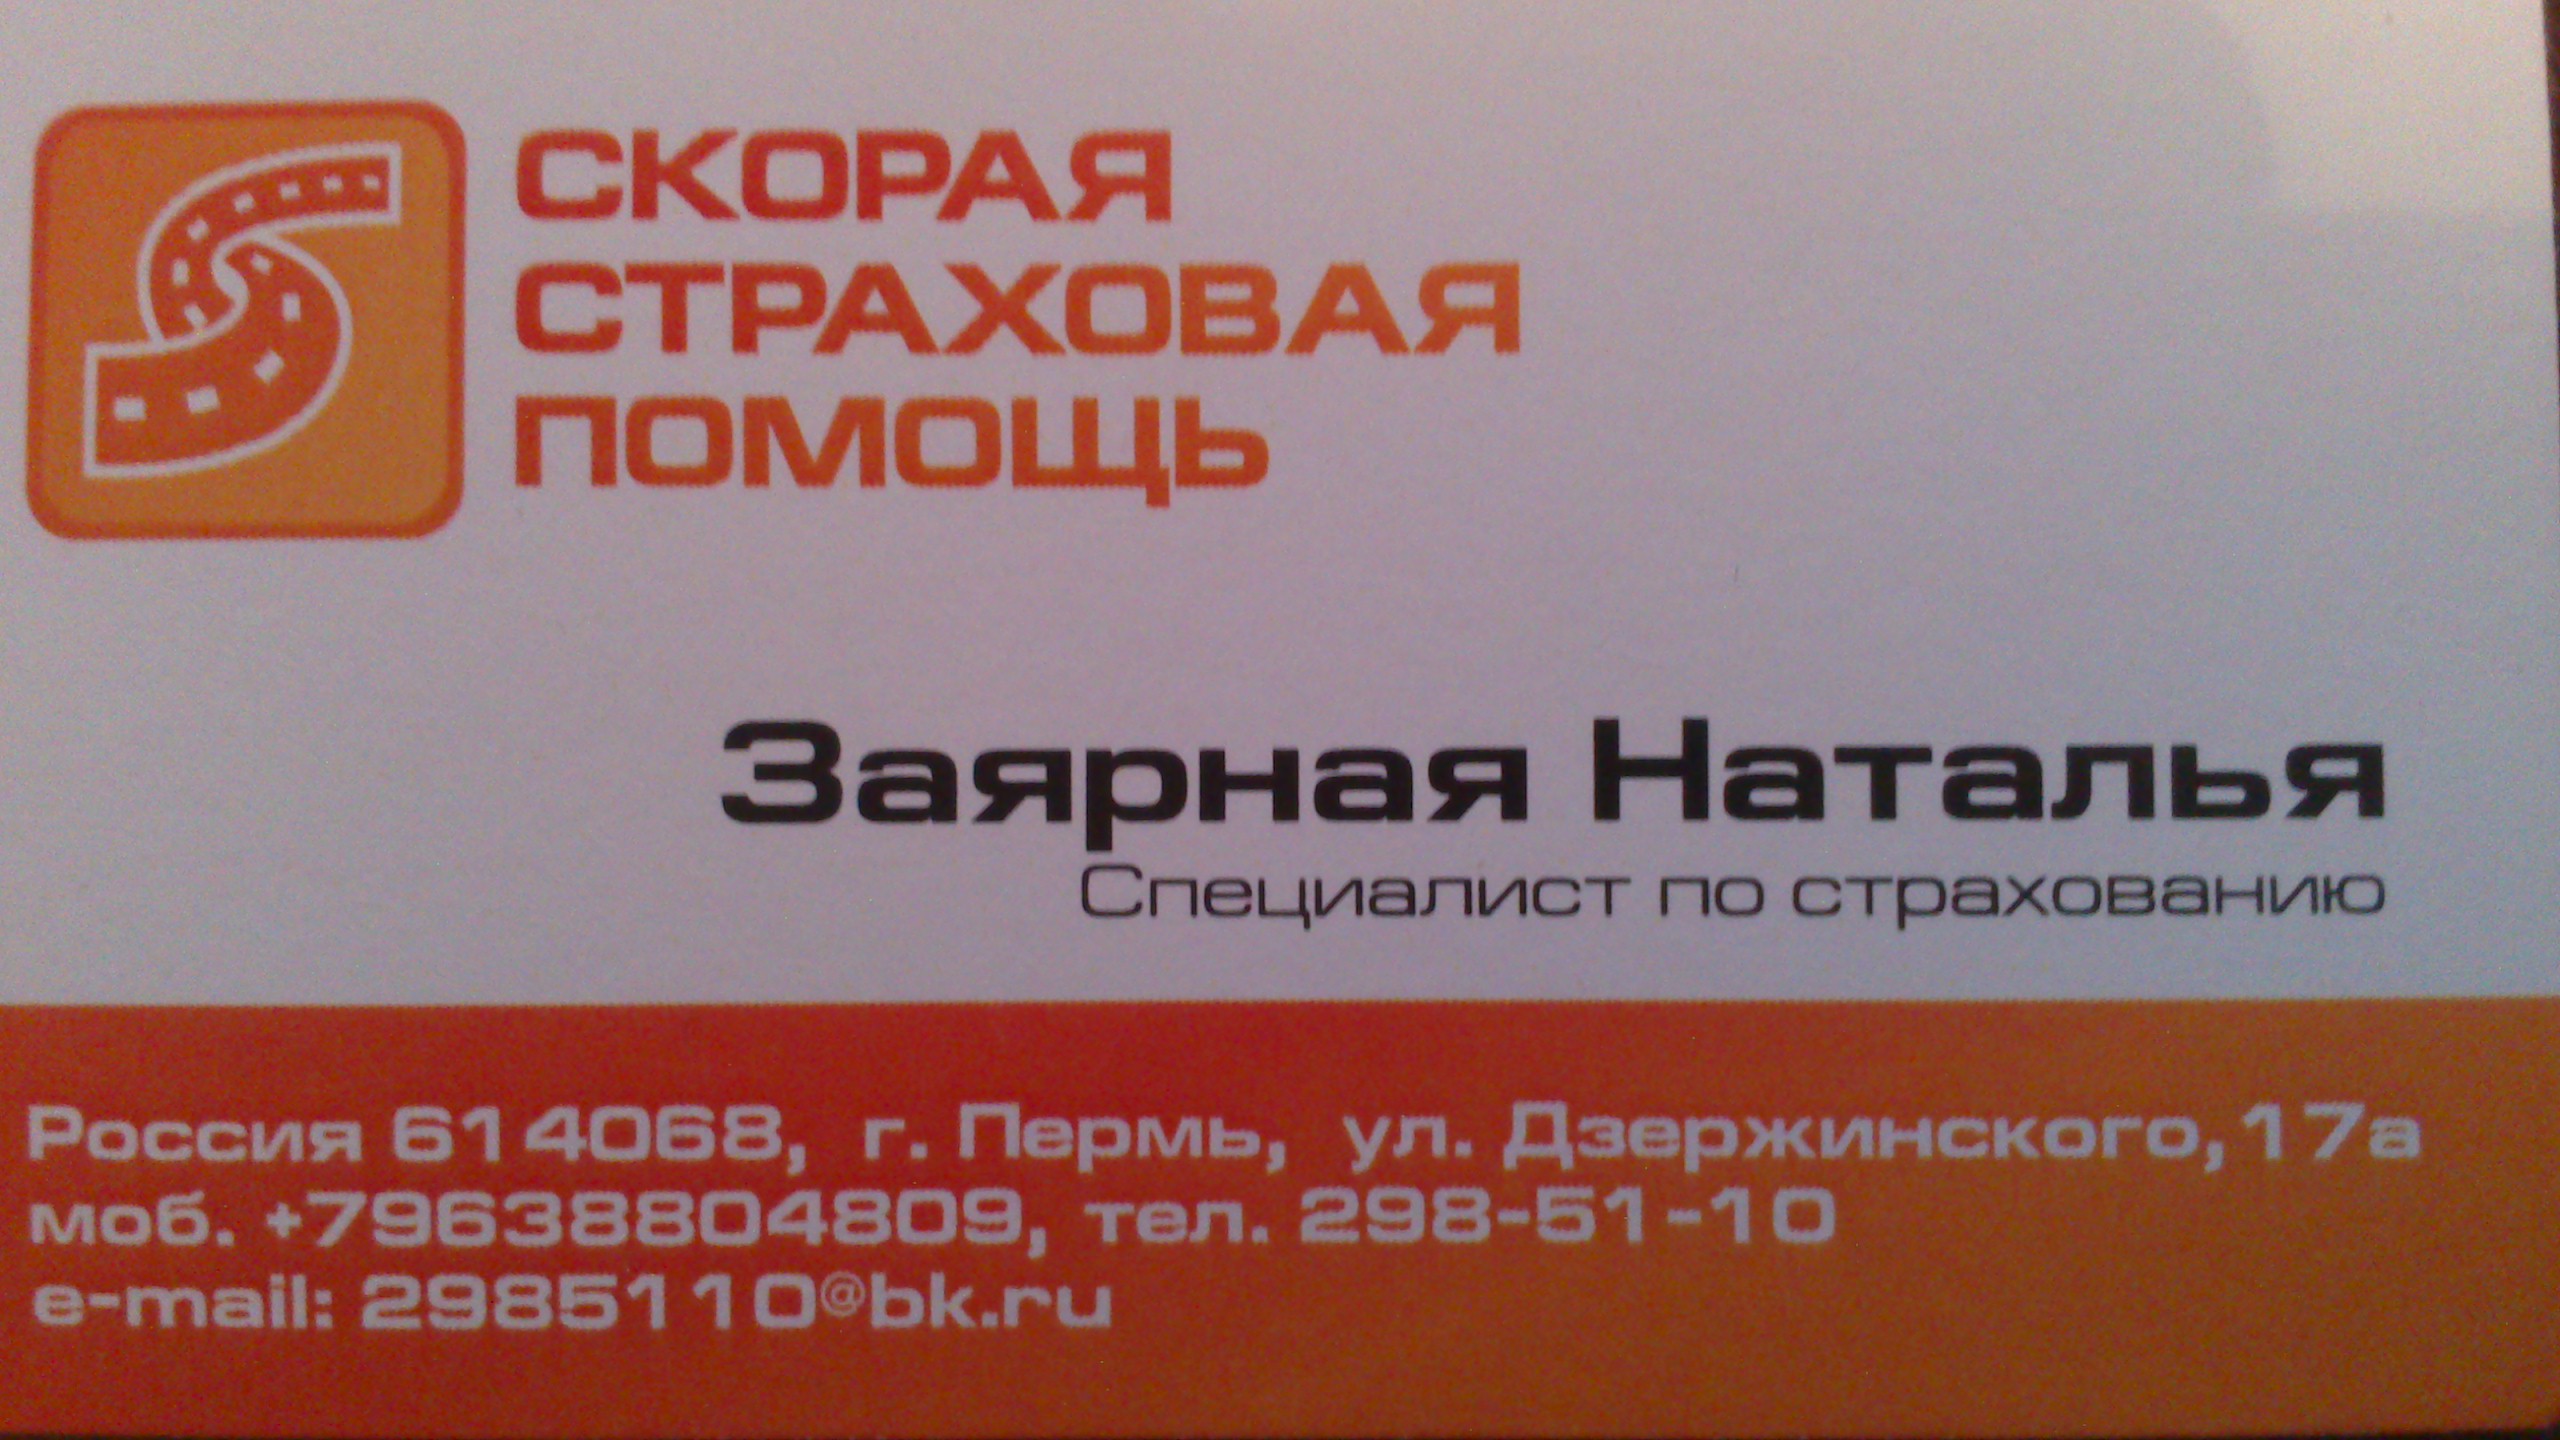 СКОРАЯ
СТРАХОВАЯ
ПОМОЩЬ
Заярная Наталья
Специалист по страхованию
Россия 614068, г. Пермь, ул. Дзержинского,17а
моб. +79638804809, тел. 298-51-10
e-mail: 2985110@bk.ru